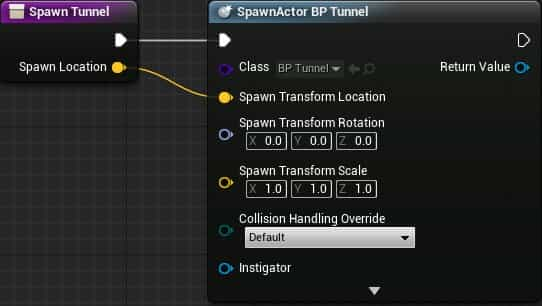 Spawn Tunnel
SpawnActor BP Tunnel
Spawn Location
Class BP Tunnel
Return Value
Spawn Transform Location
Spawn Transform Rotation
X 0.0 Y 0.0 Z 0.0
Spawn Transform Scale
X 1.0 Y 1.0 Z 1.0
Collision Handling Override
Default
Instigator